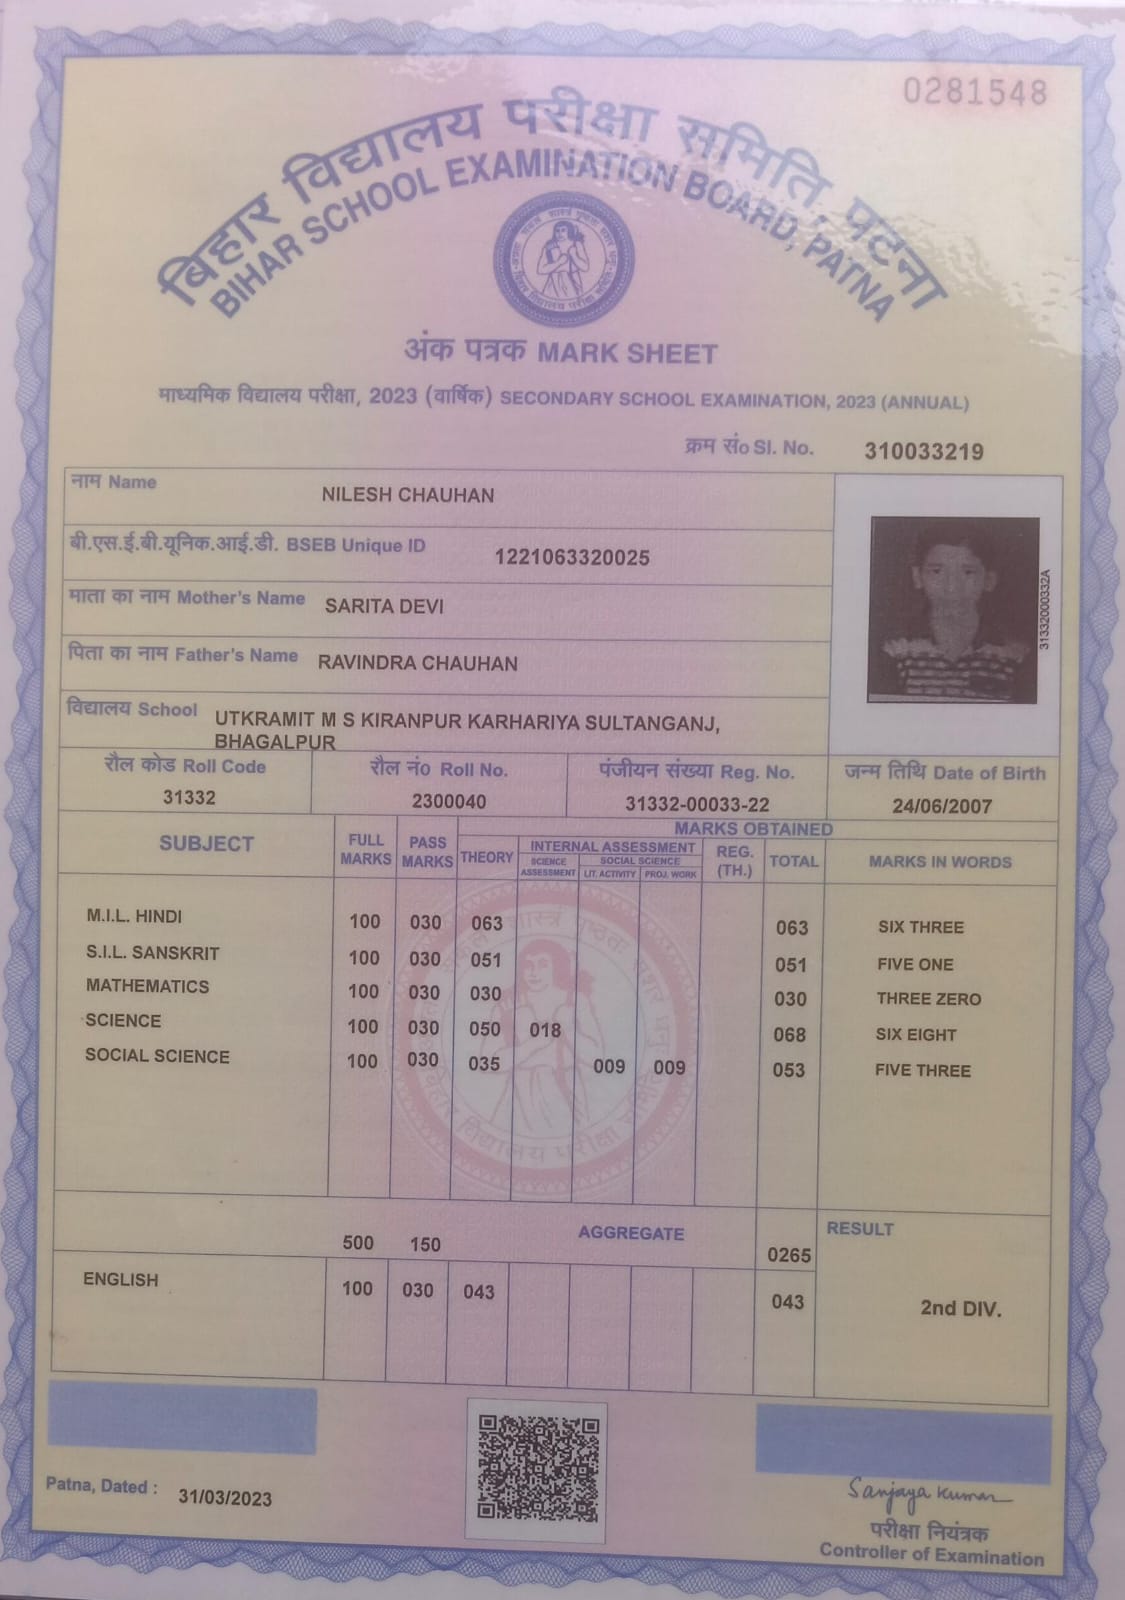 0281548
बिहार विद्यालय परीक्षा समिति, पटना
BIHAR SCHOOL EXAMINATION BOARD, PATNA
अंक पत्रक MARK SHEET
माध्यमिक विद्यालय परीक्षा, 2023 (वार्षिक) SECONDARY SCHOOL EXAMINATION, 2023 (ANNUAL)
क्रम सं० Sl. No. 310033219
नाम Name NILESH CHAUHAN
बी.एस.ई.बी.यूनिक.आई.डी. BSEB Unique ID 1221063320025
माता का नाम Mother's Name SARITA DEVI
पिता का नाम Father's Name RAVINDRA CHAUHAN
विद्यालय School UTKRAMIT M S KIRANPUR KARHARIYA SULTANGANJ,
BHAGALPUR
31332000332A
रौल कोड Roll Code रौल नं० Roll No. पंजीयन संख्या Reg. No. जन्म तिथि Date of Birth
31332 2300040 31332-00033-22 24/06/2007
MARKS OBTAINED
SUBJECT FULL MARKS PASS MARKS THEORY INTERNAL ASSESSMENT REG. (TH.) TOTAL MARKS IN WORDS
SCIENCE ASSESSMENT SOCIAL SCIENCE
LIT. ACTIVITY PROJ. WORK
M.I.L. HINDI 100 030 063 063 SIX THREE
S.I.L. SANSKRIT 100 030 051 051 FIVE ONE
MATHEMATICS 100 030 030 030 THREE ZERO
SCIENCE 100 030 050 018 068 SIX EIGHT
SOCIAL SCIENCE 100 030 035 009 009 053 FIVE THREE
500 150 AGGREGATE 0265 RESULT
ENGLISH 100 030 043 043 2nd DIV.
Patna, Dated : 31/03/2023
Sanjaya Kumar
परीक्षा नियंत्रक
Controller of Examination